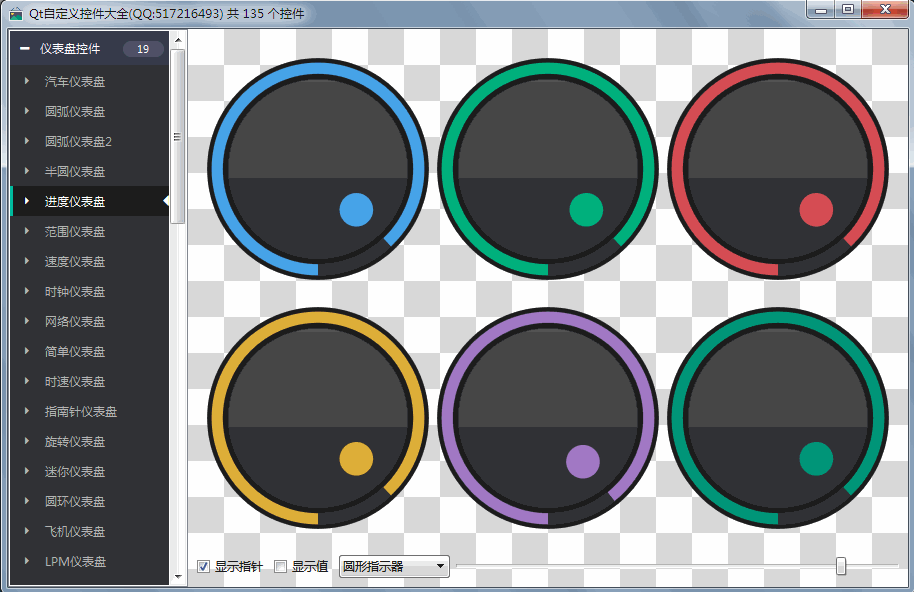 Qt自定义控件大全(QQ:517216493) 共 135 个控件
仪表盘控件 19
汽车仪表盘
圆弧仪表盘
圆弧仪表盘2
半圆仪表盘
进度仪表盘
范围仪表盘
速度仪表盘
时钟仪表盘
网络仪表盘
简单仪表盘
时速仪表盘
指南针仪表盘
旋转仪表盘
迷你仪表盘
圆环仪表盘
飞机仪表盘
LPM仪表盘
显示指针 显示值 圆形指示器